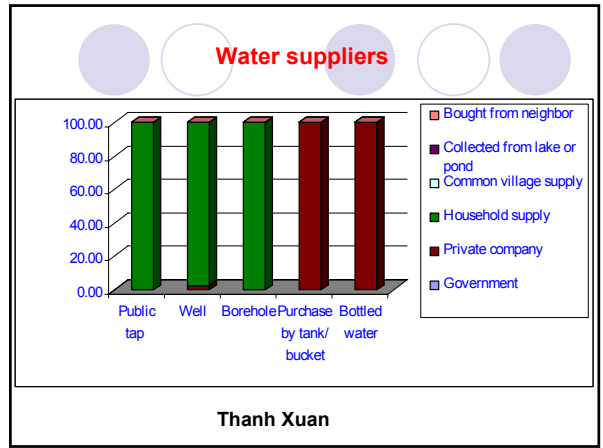 Water suppliers
100.00
80.00
60.00
40.00
20.00
0.00
Public
tap
Well
Borehole
Purchase
by tank/
bucket
Bottled
water
Bought from neighbor
Collected from lake or
pond
Common village supply
Household supply
Private company
Government
Thanh Xuan